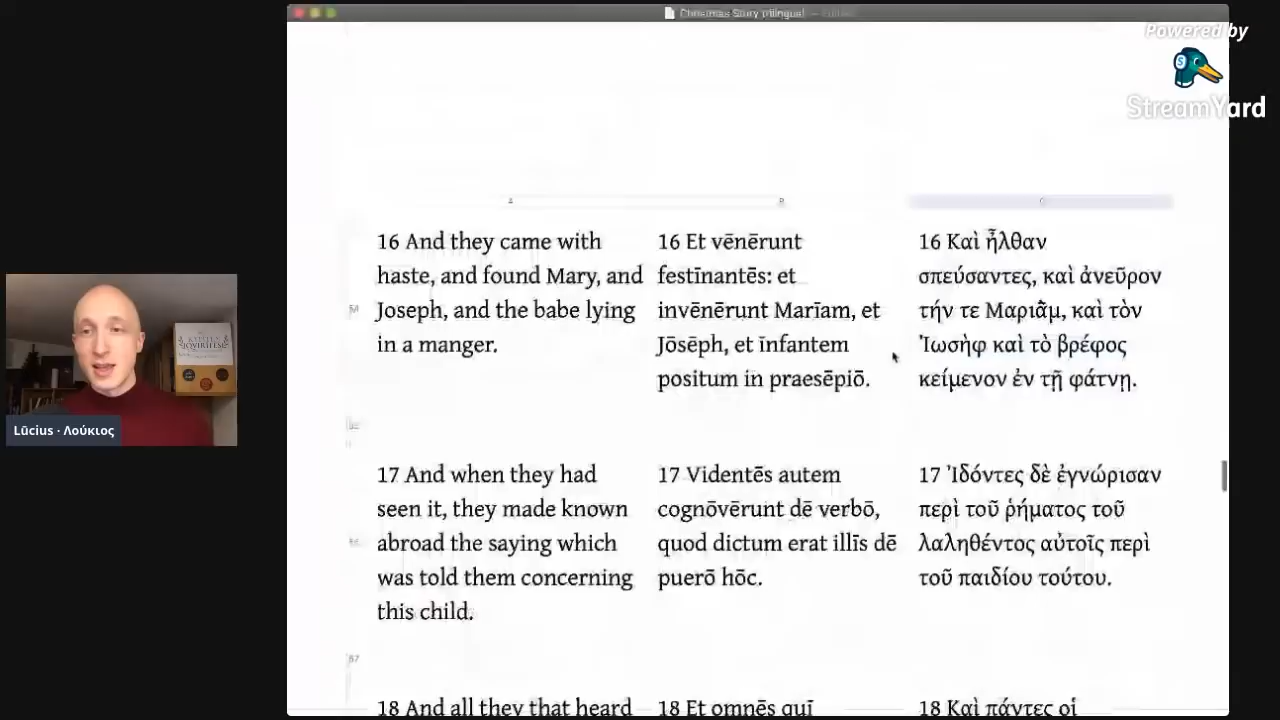 Christmas Story trilingual
Powered by
StreamYard
A
B
C
16 And they came with
haste, and found Mary, and
Joseph, and the babe lying
in a manger.
16 Et vēnērunt
festīnantēs: et
invēnērunt Marīam, et
Jōsēph, et īnfantem
positum in praesēpiō.
16 Καὶ ἦλθαν
σπεύσαντες, καὶ ἀνεῦρον
τήν τε Μαριᾰ̀μ, καὶ τὸν
Ἰωσὴφ καὶ τὸ βρέφος
κείμενον ἐν τῇ φάτνῃ.
17 And when they had
seen it, they made known
abroad the saying which
was told them concerning
this child.
17 Videntēs autem
cognōvērunt dē verbō,
quod dictum erat illīs dē
puerō hōc.
17 Ἰδόντες δὲ ἐγνώρισαν
περὶ τοῦ ῥήματος τοῦ
λαληθέντος αὐτοῖς περὶ
τοῦ παιδίου τούτου.
57
18 And all they that heard
18 Et omnēs quī
18 Καὶ πάντες οἱ
Lūcius · Λούκιος